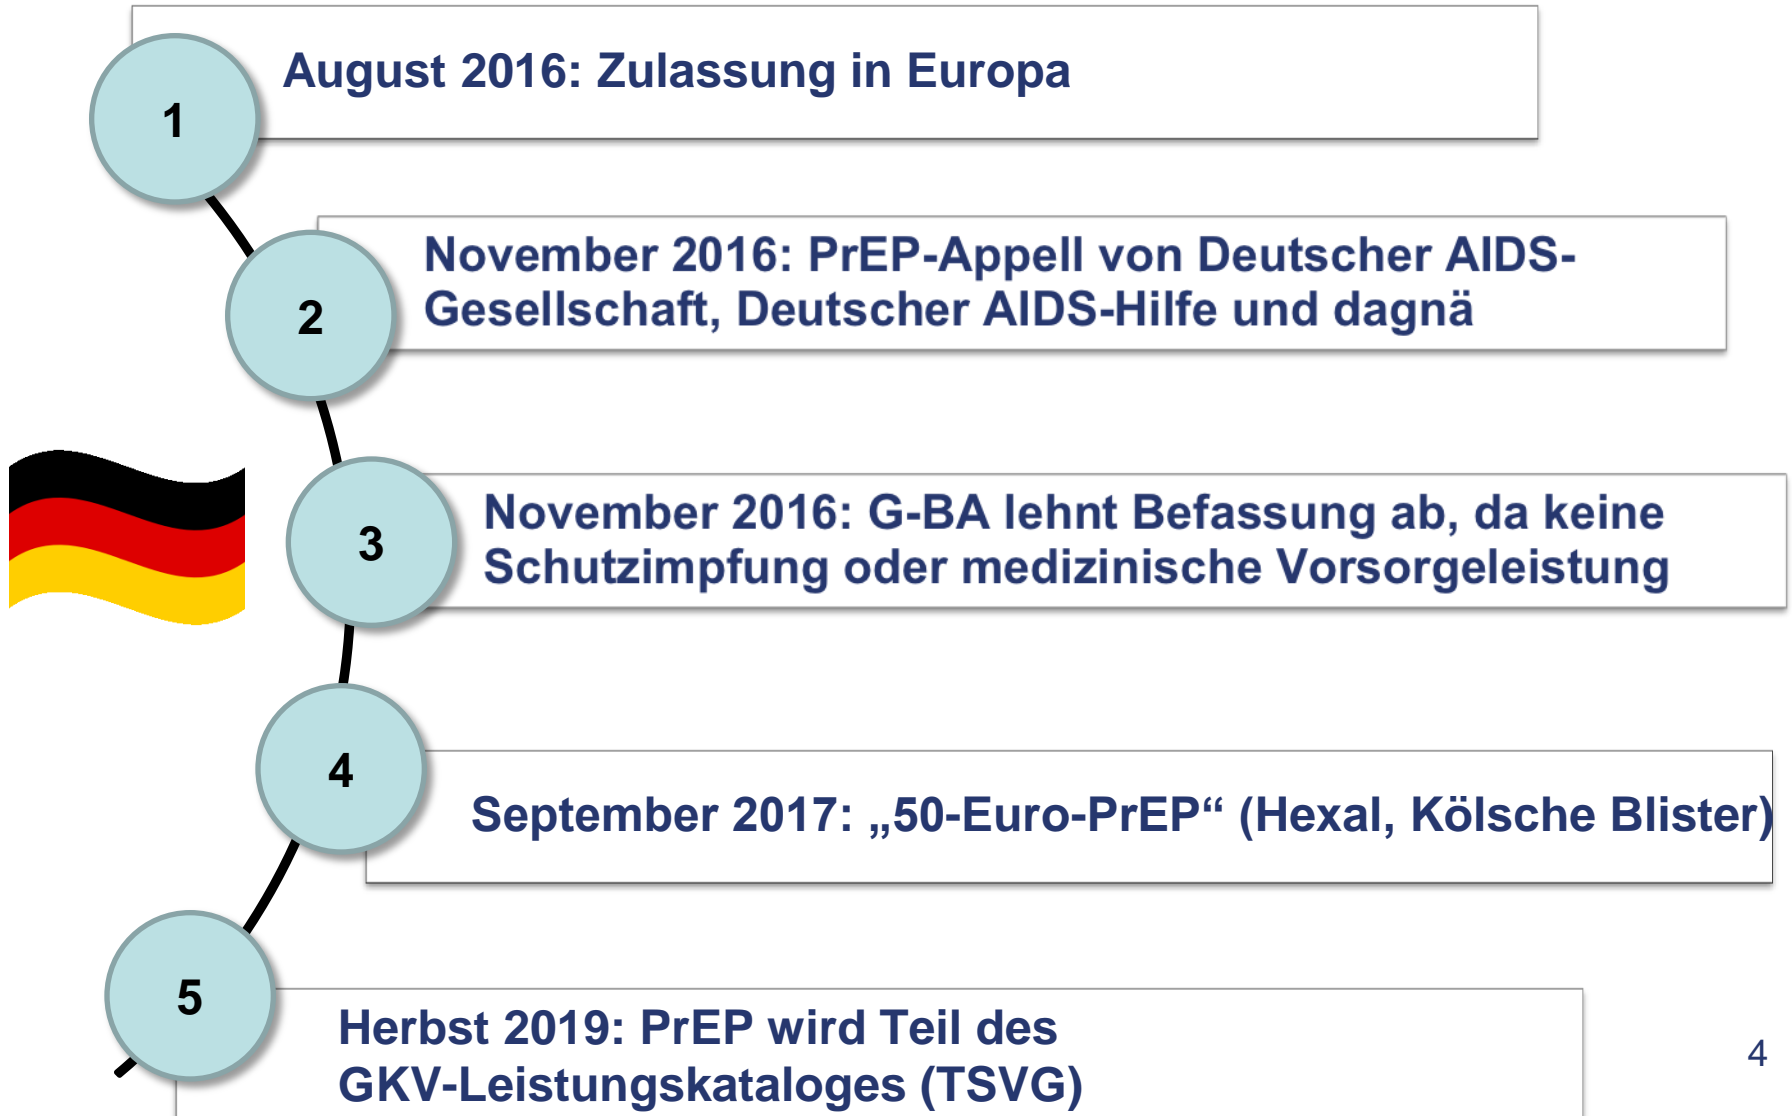 1
August 2016: Zulassung in Europa
2
November 2016: PrEP-Appell von Deutscher AIDS-
Gesellschaft, Deutscher AIDS-Hilfe und dagnä
3
November 2016: G-BA lehnt Befassung ab, da keine
Schutzimpfung oder medizinische Vorsorgeleistung
4
September 2017: „50-Euro-PrEP“ (Hexal, Kölsche Blister)
5
Herbst 2019: PrEP wird Teil des
GKV-Leistungskataloges (TSVG)
4